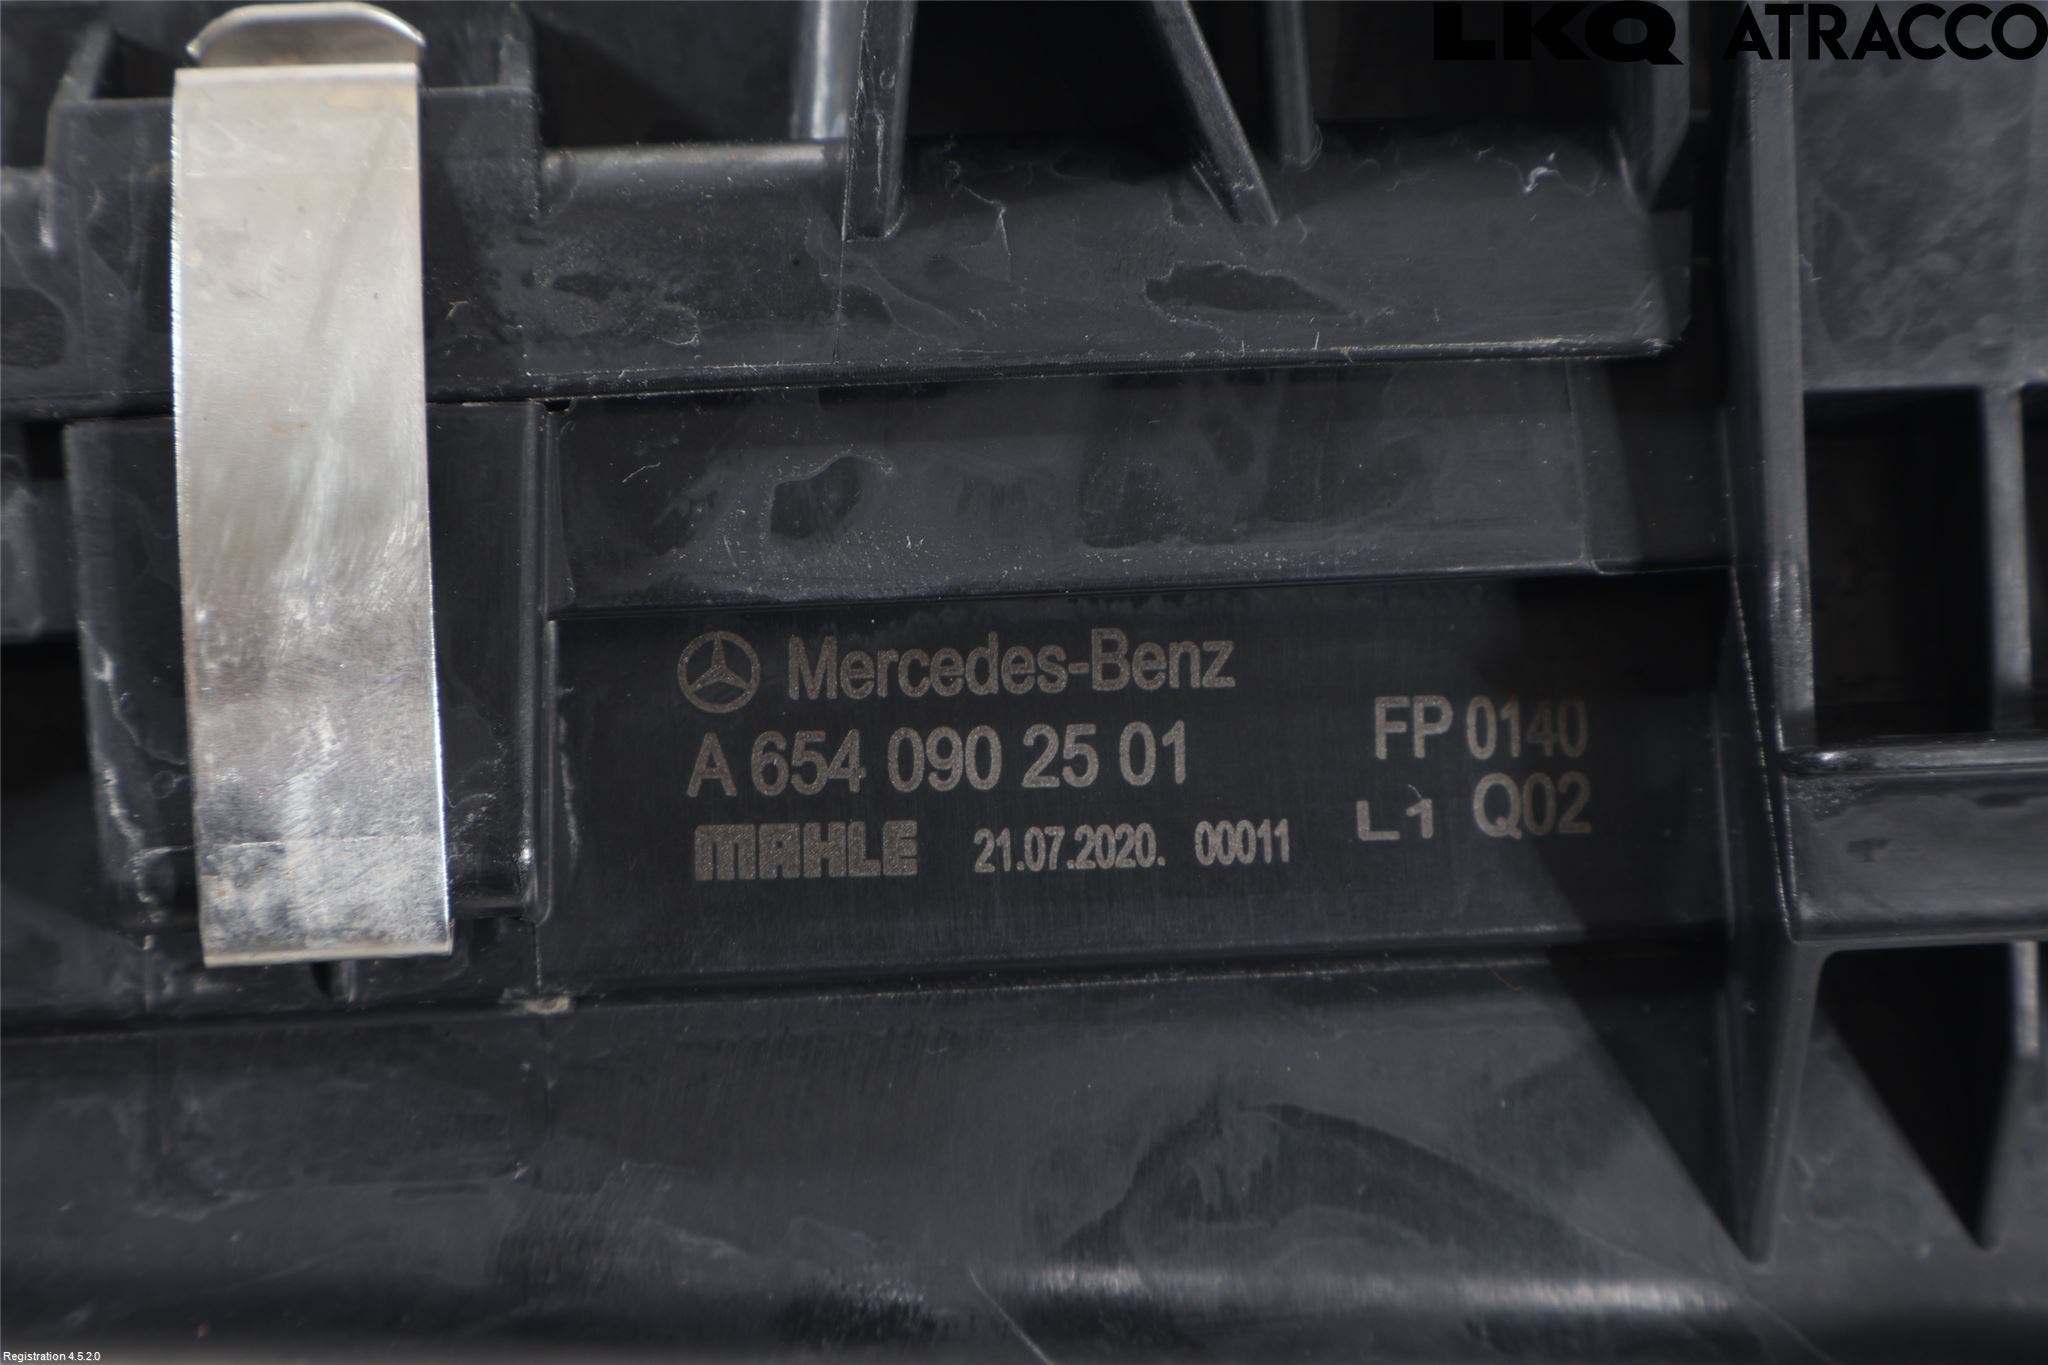 LKQ ATRACCO
Mercedes-Benz
A 654 090 25 01
FP 0140
MAHLE 21.07.2020. 00011
L1 Q02
Registration 4.5.2.0